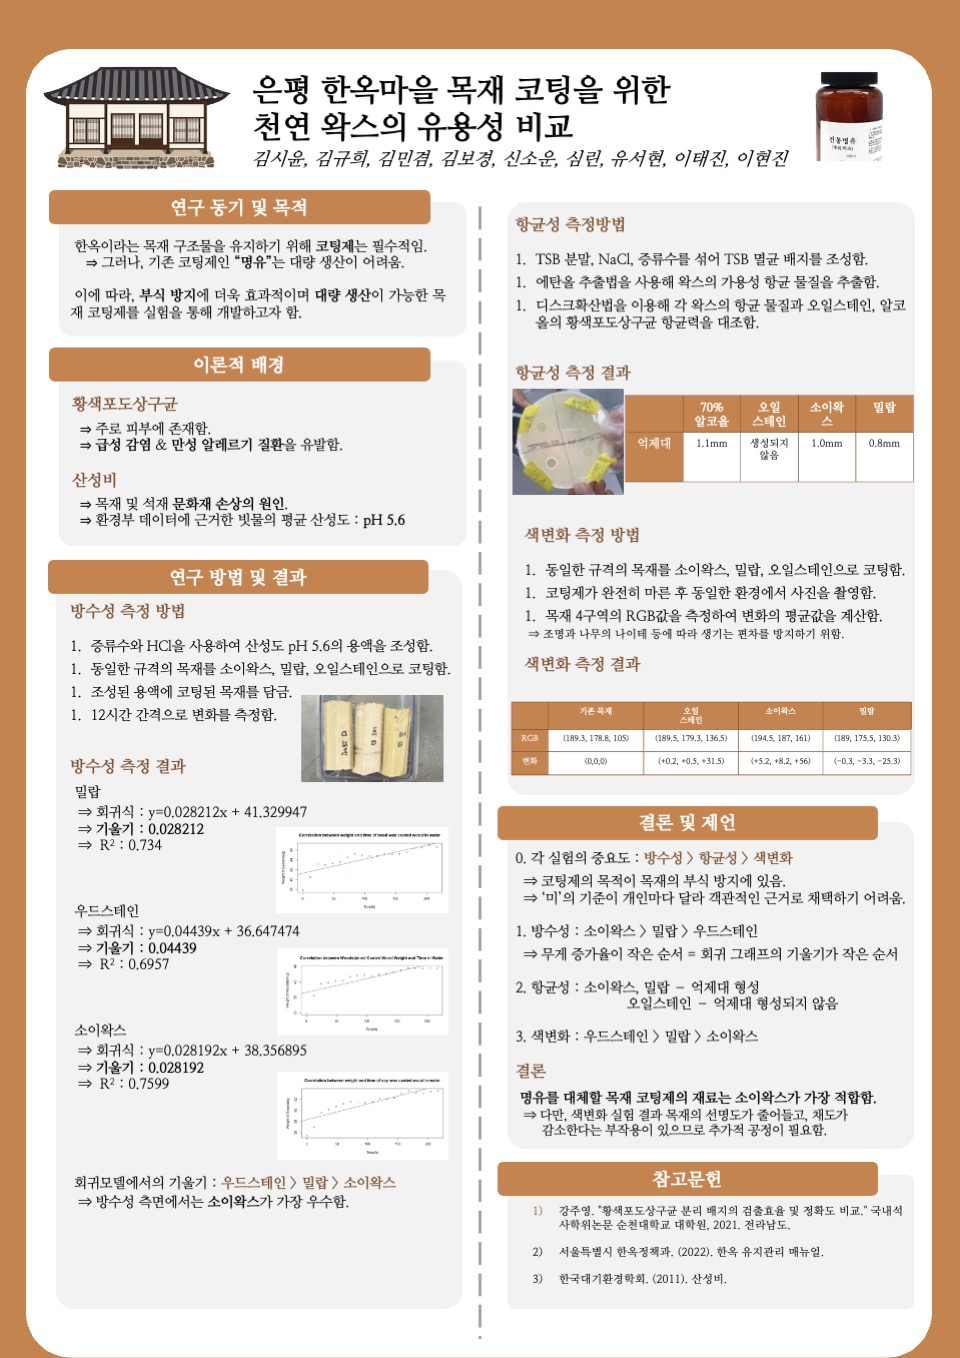 은평 한옥마을 목재 코팅을 위한
천연 왁스의 유용성 비교
김시윤, 김규희, 김민겸, 김보경, 신소운, 심린, 유서현, 이태진, 이현진
전통명유
연구 동기 및 목적
한옥이라는 목재 구조물을 유지하기 위해 코팅제는 필수적임.
⇒ 그러나, 기존 코팅제인 “명유”는 대량 생산이 어려움.
이에 따라, 부식 방지에 더욱 효과적이며 대량 생산이 가능한 목
재 코팅제를 실험을 통해 개발하고자 함.
이론적 배경
황색포도상구균
⇒ 주로 피부에 존재함.
⇒ 급성 감염 & 만성 알레르기 질환을 유발함.
산성비
⇒ 목재 및 석재 문화재 손상의 원인.
⇒ 환경부 데이터에 근거한 빗물의 평균 산성도 : pH 5.6
연구 방법 및 결과
방수성 측정 방법
1. 증류수와 HCl을 사용하여 산성도 pH 5.6의 용액을 조성함.
1. 동일한 규격의 목재를 소이왁스, 밀랍, 오일스테인으로 코팅함.
1. 조성된 용액에 코팅된 목재를 담금.
1. 12시간 간격으로 변화를 측정함.
방수성 측정 결과
밀랍
⇒ 회귀식 : y=0.028212x + 41.329947
⇒ 기울기 : 0.028212
⇒ R² : 0.734
Correlation between weight and time of bead wax coated wood in water
우드스테인
⇒ 회귀식 : y=0.04439x + 36.647474
⇒ 기울기 : 0.04439
⇒ R² : 0.6957
Correlation between Woodstained Coated Wood Weight and Time in Water
소이왁스
⇒ 회귀식 : y=0.028192x + 38.356895
⇒ 기울기 : 0.028192
⇒ R² : 0.7599
Correlation between weight and time of soy wax coated wood in water
회귀모델에서의 기울기 : 우드스테인 > 밀랍 > 소이왁스
⇒ 방수성 측면에서는 소이왁스가 가장 우수함.
항균성 측정방법
1. TSB 분말, NaCl, 증류수를 섞어 TSB 멸균 배지를 조성함.
1. 에탄올 추출법을 사용해 왁스의 가용성 항균 물질을 추출함.
1. 디스크확산법을 이용해 각 왁스의 항균 물질과 오일스테인, 알코
올의 황색포도상구균 항균력을 대조함.
항균성 측정 결과
70% 알코올 오일 스테인 소이왁스 밀랍
억제대 1.1mm 생성되지 않음 1.0mm 0.8mm
색변화 측정 방법
1. 동일한 규격의 목재를 소이왁스, 밀랍, 오일스테인으로 코팅함.
1. 코팅제가 완전히 마른 후 동일한 환경에서 사진을 촬영함.
1. 목재 4구역의 RGB값을 측정하여 변화의 평균값을 계산함.
⇒ 조명과 나무의 나이테 등에 따라 생기는 편차를 방지하기 위함.
색변화 측정 결과
기존 목재 오일 스테인 소이왁스 밀랍
RGB (189.3, 178.8, 105) (189.5, 179.3, 136.5) (194.5, 187, 161) (189, 175.5, 130.3)
변화 (0,0,0) (+0.2, +0.5, +31.5) (+5.2, +8.2, +56) (-0.3, -3.3, -25.3)
결론 및 제언
0. 각 실험의 중요도 : 방수성 > 항균성 > 색변화
⇒ 코팅제의 목적이 목재의 부식 방지에 있음.
⇒ ‘미’의 기준이 개인마다 달라 객관적인 근거로 채택하기 어려움.
1. 방수성 : 소이왁스 > 밀랍 > 우드스테인
⇒ 무게 증가율이 작은 순서 = 회귀 그래프의 기울기가 작은 순서
2. 항균성 : 소이왁스, 밀랍 - 억제대 형성
오일스테인 - 억제대 형성되지 않음
3. 색변화 : 우드스테인 > 밀랍 > 소이왁스
결론
명유를 대체할 목재 코팅제의 재료는 소이왁스가 가장 적합함.
⇒ 다만, 색변화 실험 결과 목재의 선명도가 줄어들고, 채도가
감소한다는 부작용이 있으므로 추가적 공정이 필요함.
참고문헌
1) 강주영. "황색포도상구균 분리 배지의 검출효율 및 정확도 비교." 국내석
사학위논문 순천대학교 대학원, 2021. 전라남도.
2) 서울특별시 한옥정책과. (2022). 한옥 유지관리 매뉴얼.
3) 한국대기환경학회. (2011). 산성비.